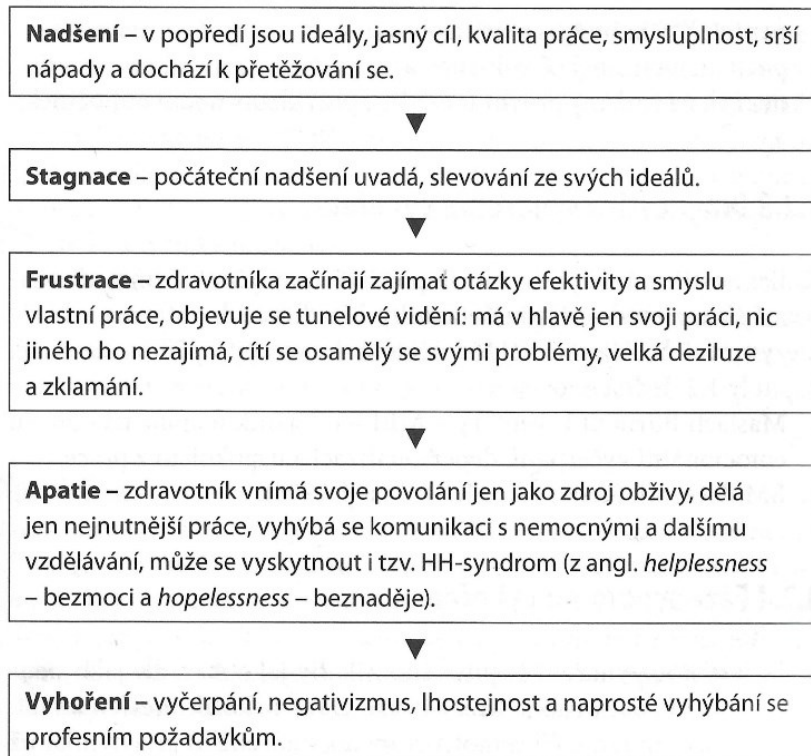 Nadšení – v popředí jsou ideály, jasný cíl, kvalita práce, smysluplnost, srší
nápady a dochází k přetěžování se.
Stagnace – počáteční nadšení uvadá, slevování ze svých ideálů.
Frustrace – zdravotníka začínají zajímat otázky efektivity a smyslu
vlastní práce, objevuje se tunelové vidění: má v hlavě jen svoji práci, nic
jiného ho nezajímá, cítí se osamělý se svými problémy, velká deziluze
a zklamání.
Apatie – zdravotník vnímá svoje povolání jen jako zdroj obživy, dělá
jen nejnutnější práce, vyhýbá se komunikaci s nemocnými a dalšímu
vzdělávání, může se vyskytnout i tzv. HH-syndrom (z angl. helplessness
– bezmoci a hopelessness – beznaděje).
Vyhoření – vyčerpání, negativizmus, lhostejnost a naprosté vyhýbání se
profesním požadavkům.